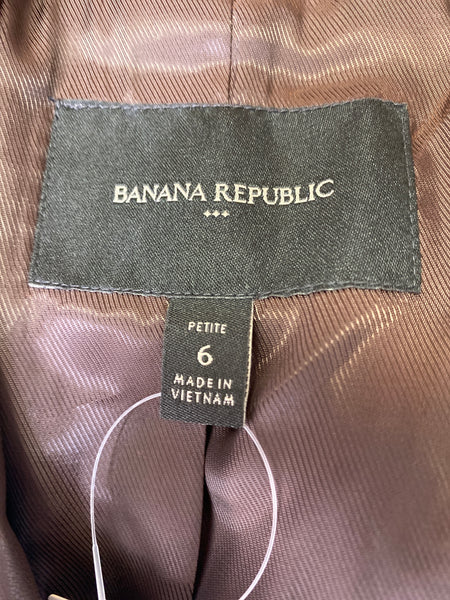 BANANA REPUBLIC
PETITE
6
MADE IN
VIETNAM